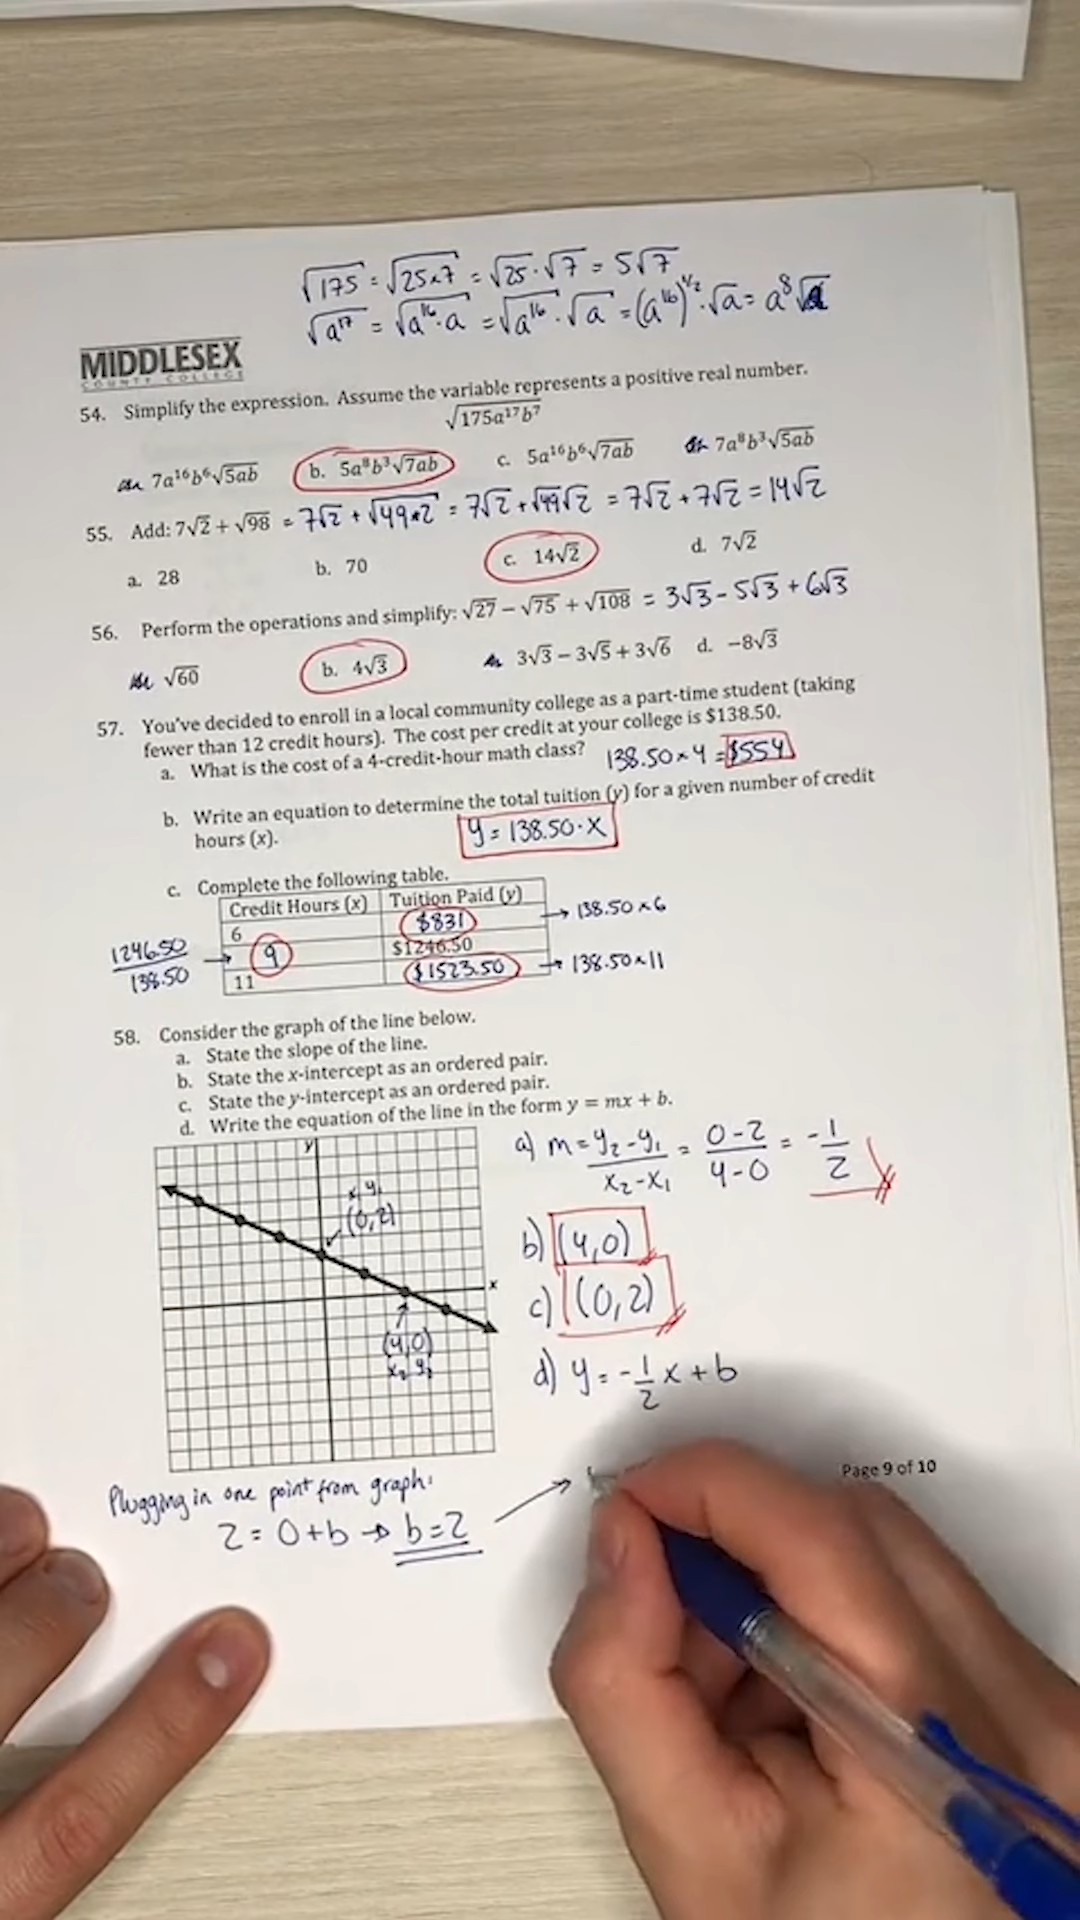 √175 = √25×7 = √25 · √7 = 5√7
√a¹⁷ = √a¹⁶·a = √a¹⁶ · √a = (a¹⁶)^½ · √a = a⁸√a
MIDDLESEX
COUNTY COLLEGE
54. Simplify the expression. Assume the variable represents a positive real number.
√175a¹⁷b⁷
7a¹⁶b⁶√5ab b. 5a⁸b³√7ab c. 5a¹⁶b⁶√7ab 7a⁸b³√5ab
55. Add: 7√2 + √98 = 7√2 + √49×2 = 7√2 + √49√2 = 7√2 + 7√2 = 14√2
a. 28 b. 70 c. 14√2 d. 7√2
56. Perform the operations and simplify: √27 − √75 + √108 = 3√3 - 5√3 + 6√3
√60 b. 4√3 3√3 − 3√5 + 3√6 d. −8√3
57. You've decided to enroll in a local community college as a part-time student (taking
fewer than 12 credit hours). The cost per credit at your college is $138.50.
a. What is the cost of a 4-credit-hour math class? 138.50×4 = $554
b. Write an equation to determine the total tuition (y) for a given number of credit
hours (x). y = 138.50·x
c. Complete the following table.
Credit Hours (x) Tuition Paid (y)
6 $831 → 138.50×6
1246.50/138.50 → 9 $1246.50
11 $1523.50 → 138.50×11
58. Consider the graph of the line below.
a. State the slope of the line.
b. State the x-intercept as an ordered pair.
c. State the y-intercept as an ordered pair.
d. Write the equation of the line in the form y = mx + b.
y
x₁ y₁
(0,2)
x
(4,0)
x₂ y₂
a) m = y₂-y₁/x₂-x₁ = 0-2/4-0 = -1/2
b) (4,0)
c) (0,2)
d) y = -1/2 x + b
Plugging in one point from graph:
2 = 0+b → b=2 →
Page 9 of 10